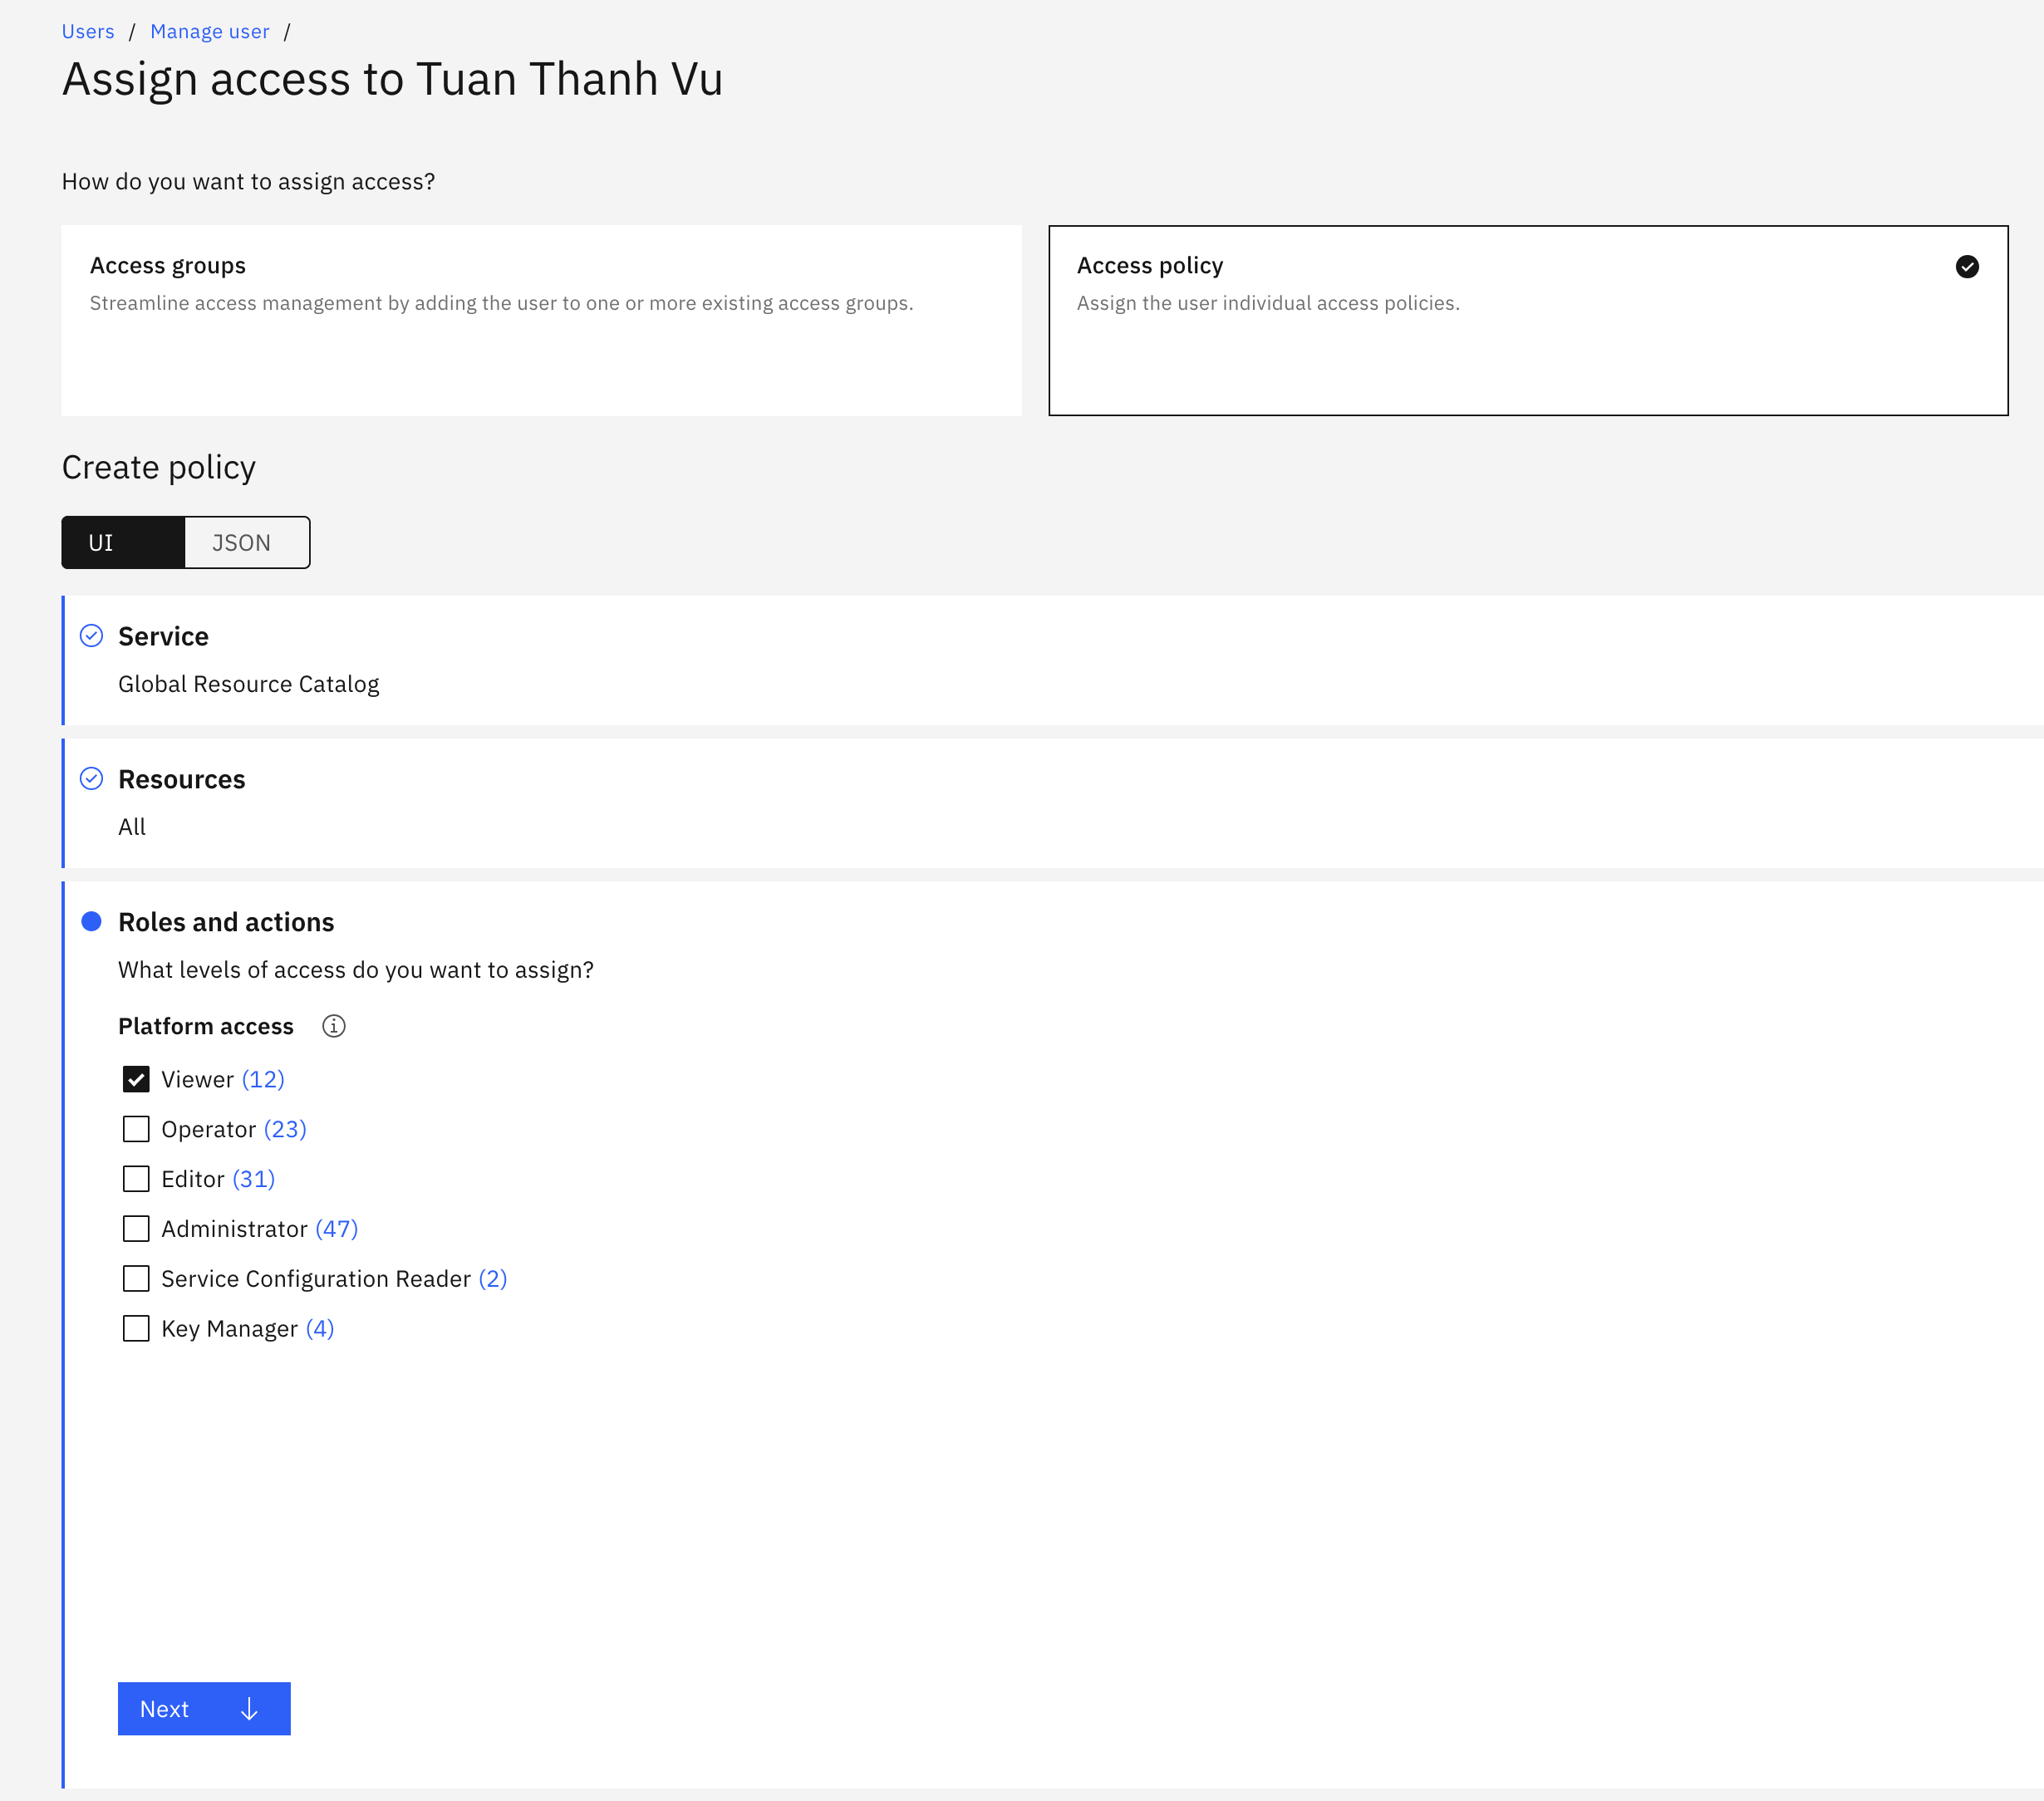 Users / Manage user /
Assign access to Tuan Thanh Vu
How do you want to assign access?
Access groups
Streamline access management by adding the user to one or more existing access groups.
Access policy
Assign the user individual access policies.
Create policy
UI
JSON
Service
Global Resource Catalog
Resources
All
Roles and actions
What levels of access do you want to assign?
Platform access
Viewer (12)
Operator (23)
Editor (31)
Administrator (47)
Service Configuration Reader (2)
Key Manager (4)
Next